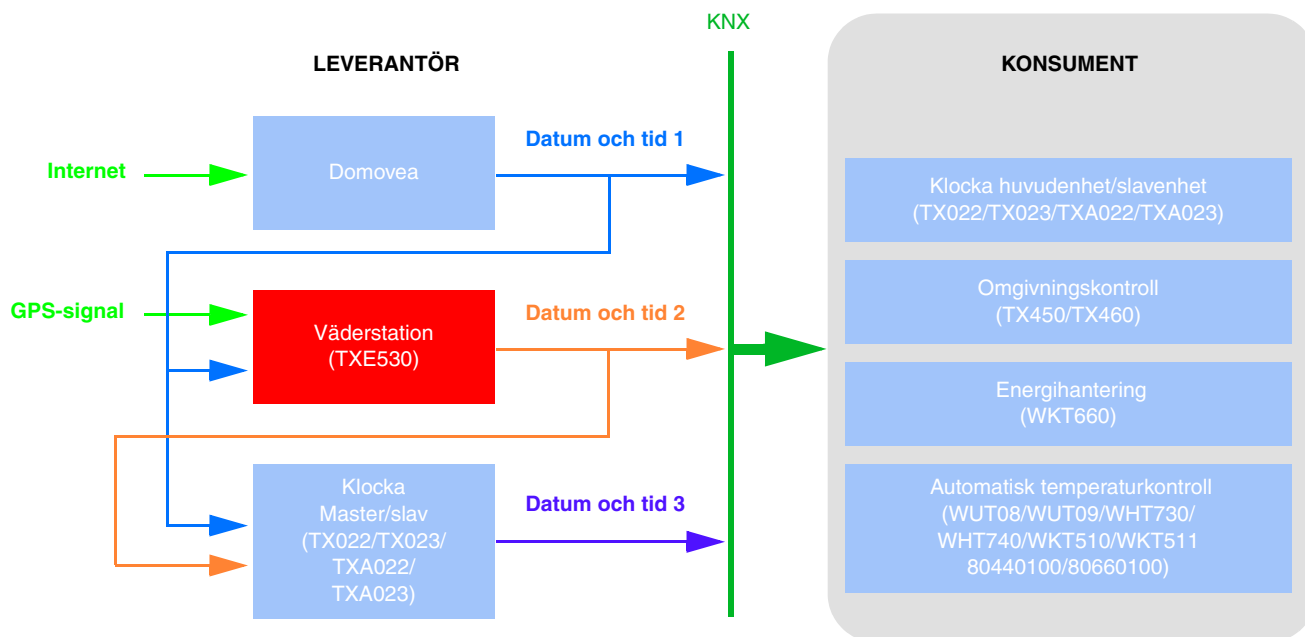 KNX
LEVERANTÖR
KONSUMENT
Internet
Domovea
Datum och tid 1
GPS-signal
Väderstation
(TXE530)
Datum och tid 2
Klocka
Master/slav
(TX022/TX023/
TXA022/
TXA023)
Datum och tid 3
Klocka huvudenhet/slavenhet
(TX022/TX023/TXA022/TXA023)
Omgivningskontroll
(TX450/TX460)
Energihantering
(WKT660)
Automatisk temperaturkontroll
(WUT08/WUT09/WHT730/
WHT740/WKT510/WKT511
80440100/80660100)